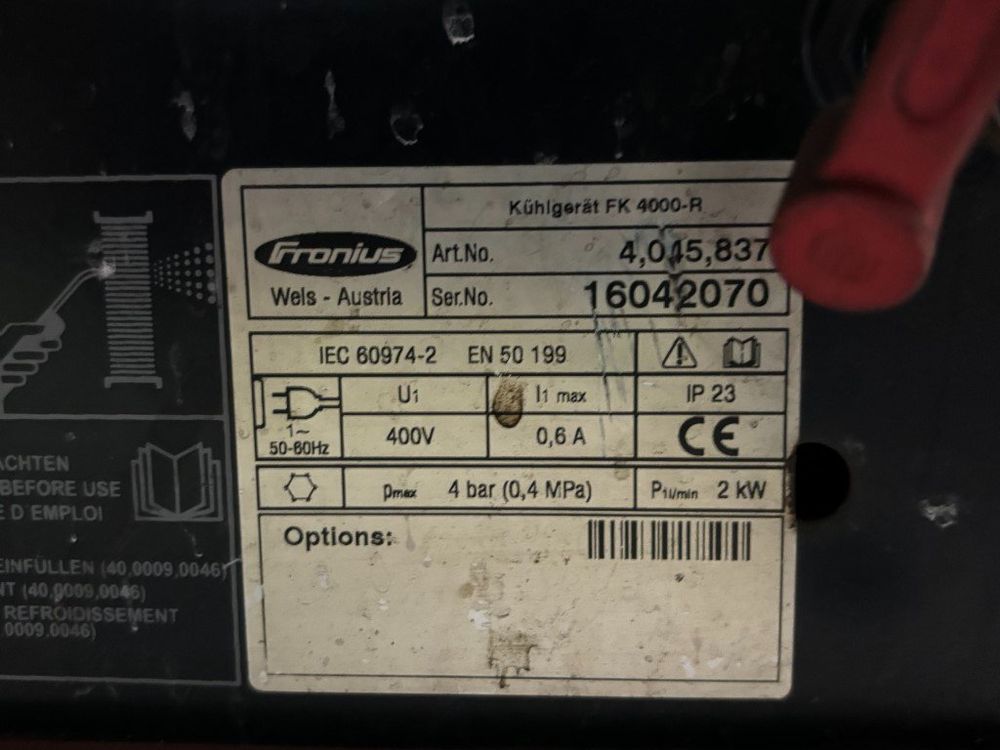 Kühlgerät FK 4000-R
Fronius
Wels - Austria
Art.No. 4,045,837
Ser.No. 16042070
IEC 60974-2 EN 50 199
1~
50-60Hz
U1
I1 max
IP 23
400V
0,6 A
CE
pmax 4 bar (0,4 MPa)
P1l/min 2 kW
Options:
ACHTEN
BEFORE USE
E D EMPLOI
EINFÜLLEN (40,0009,0046)
NT (40,0009,0046)
REFROIDISSEMENT
0009,0046)